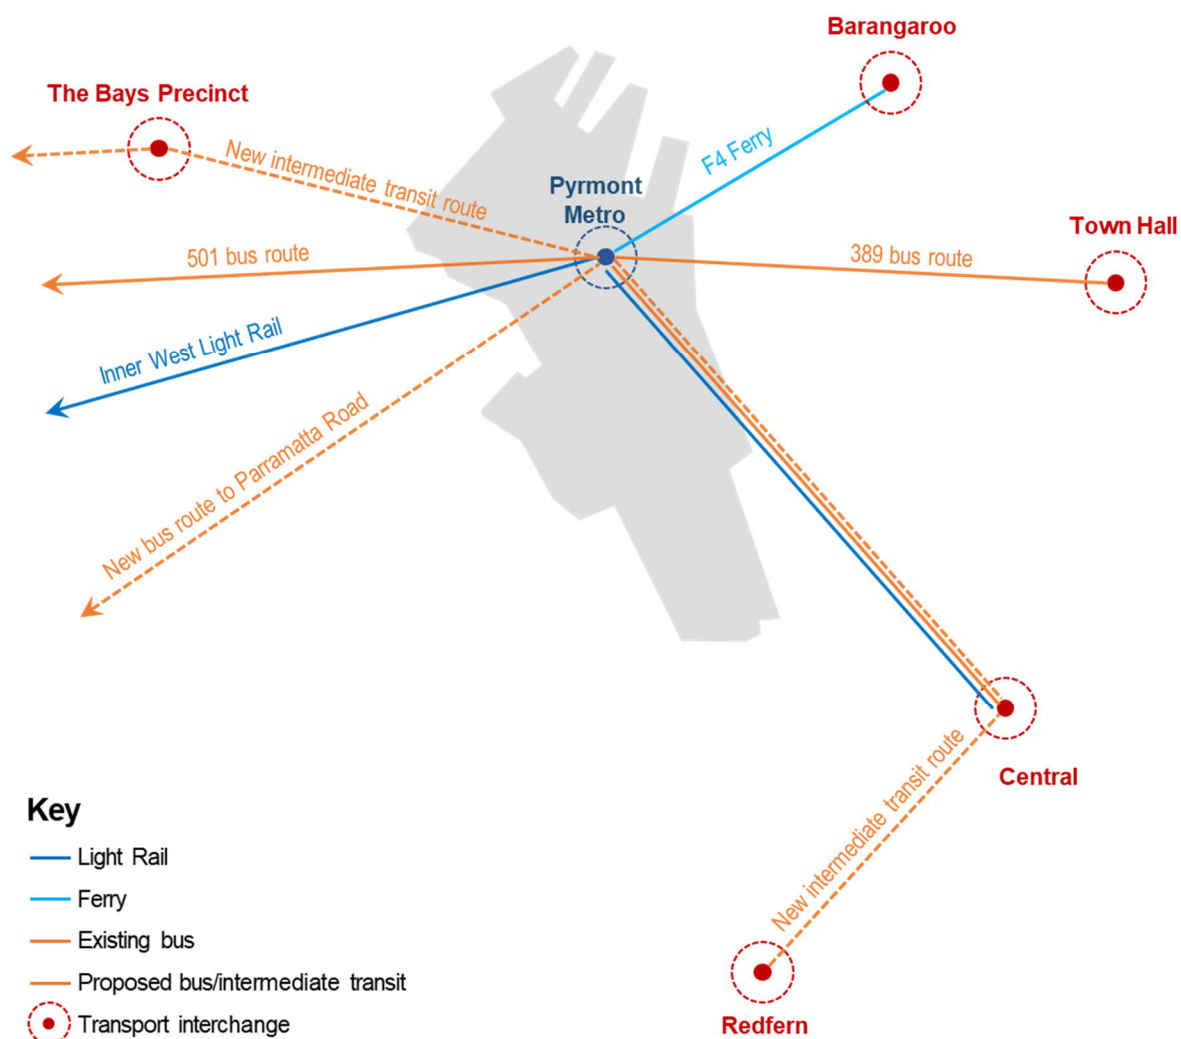 Barangaroo
The Bays Precinct
F4 Ferry
New intermediate transit route
Pyrmont
Metro
Town Hall
501 bus route
389 bus route
Inner West Light Rail
New bus route to Parramatta Road
Central
New intermediate transit route
Redfern
Key
Light Rail
Ferry
Existing bus
Proposed bus/intermediate transit
Transport interchange